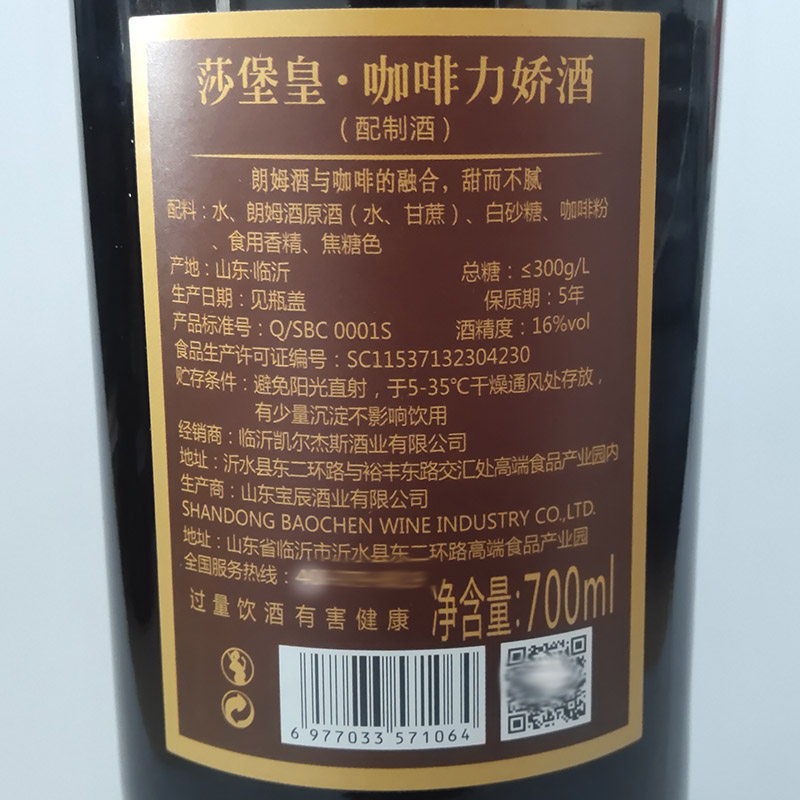 莎堡皇·咖啡力娇酒
（配制酒）
朗姆酒与咖啡的融合，甜而不腻
配料：水、朗姆酒原酒（水、甘蔗）、白砂糖、咖啡粉
、食用香精、焦糖色
产地：山东·临沂 总糖：≤300g/L
生产日期：见瓶盖 保质期：5年
产品标准号：Q/SBC 0001S 酒精度：16%vol
食品生产许可证编号：SC11537132304230
贮存条件：避免阳光直射，于5-35℃干燥通风处存放，
有少量沉淀不影响饮用
经销商：临沂凯尔杰斯酒业有限公司
地址：沂水县东二环路与裕丰东路交汇处高端食品产业园内
生产商：山东宝辰酒业有限公司
SHANDONG BAOCHEN WINE INDUSTRY CO.,LTD.
地址：山东省临沂市沂水县东二环路高端食品产业园
全国服务热线：
过量饮酒有害健康 净含量:700ml
6 977033 571064